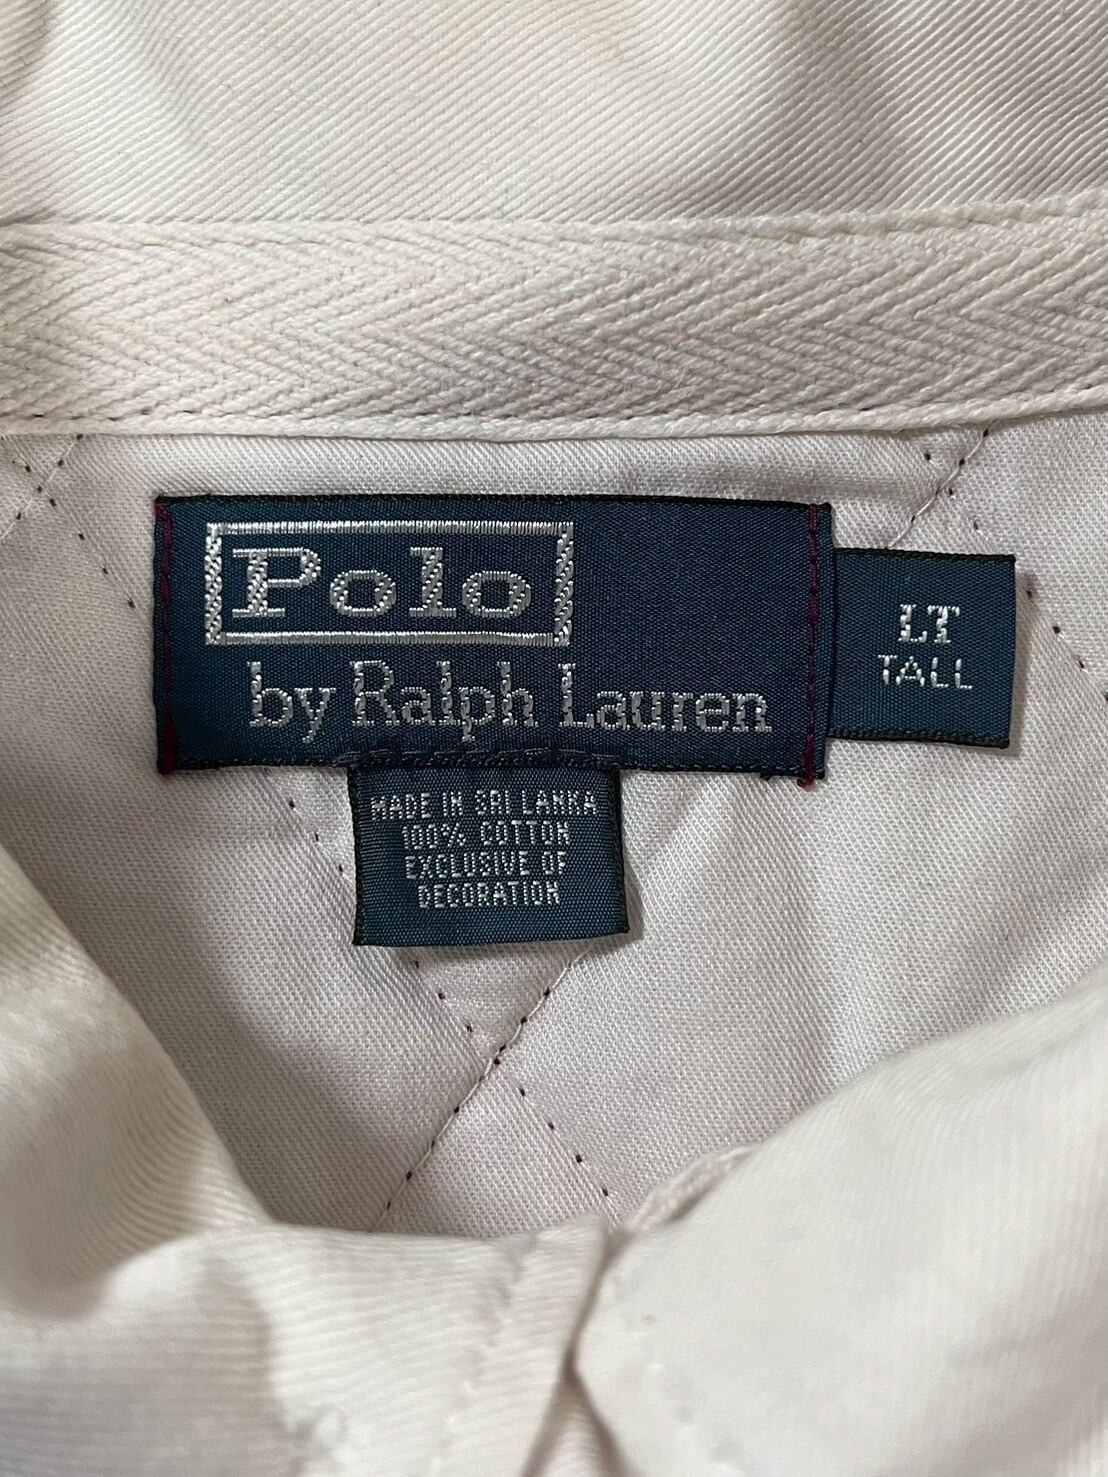 Polo
by Ralph Lauren
LT
TALL
MADE IN SRI LANKA
100% COTTON
EXCLUSIVE OF
DECORATION